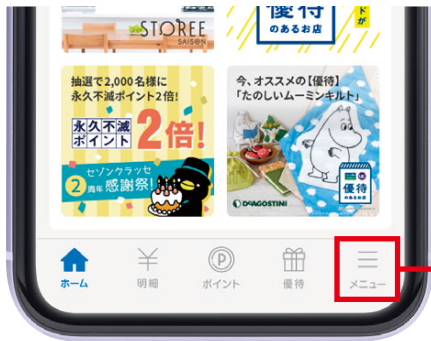 STOREE
SAISON
優待
のあるお店
ドが
抽選で2,000名様に
永久不滅ポイント2倍!
永久不滅
ポイント
2倍!
セゾンクラッセ
2周年感謝祭!
今、オススメの【優待】
「たのしいムーミンキルト」
優待
のあるお店
DeAGOSTINI
ホーム
明細
ポイント
優待
メニュー